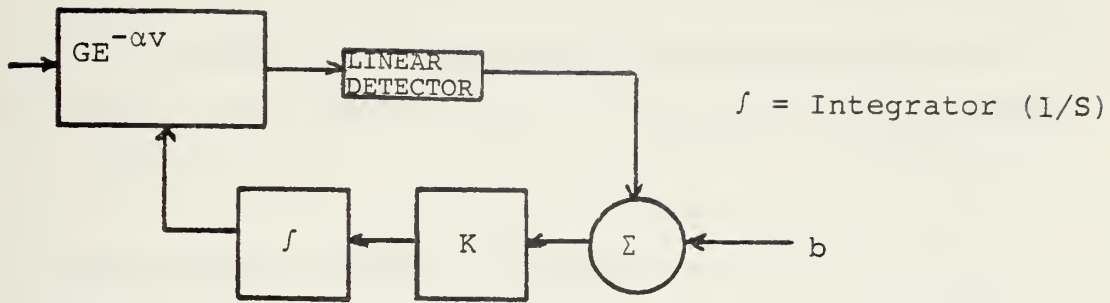 GE^-αv
LINEAR
DETECTOR
∫ = Integrator (1/S)
∫
K
Σ
b